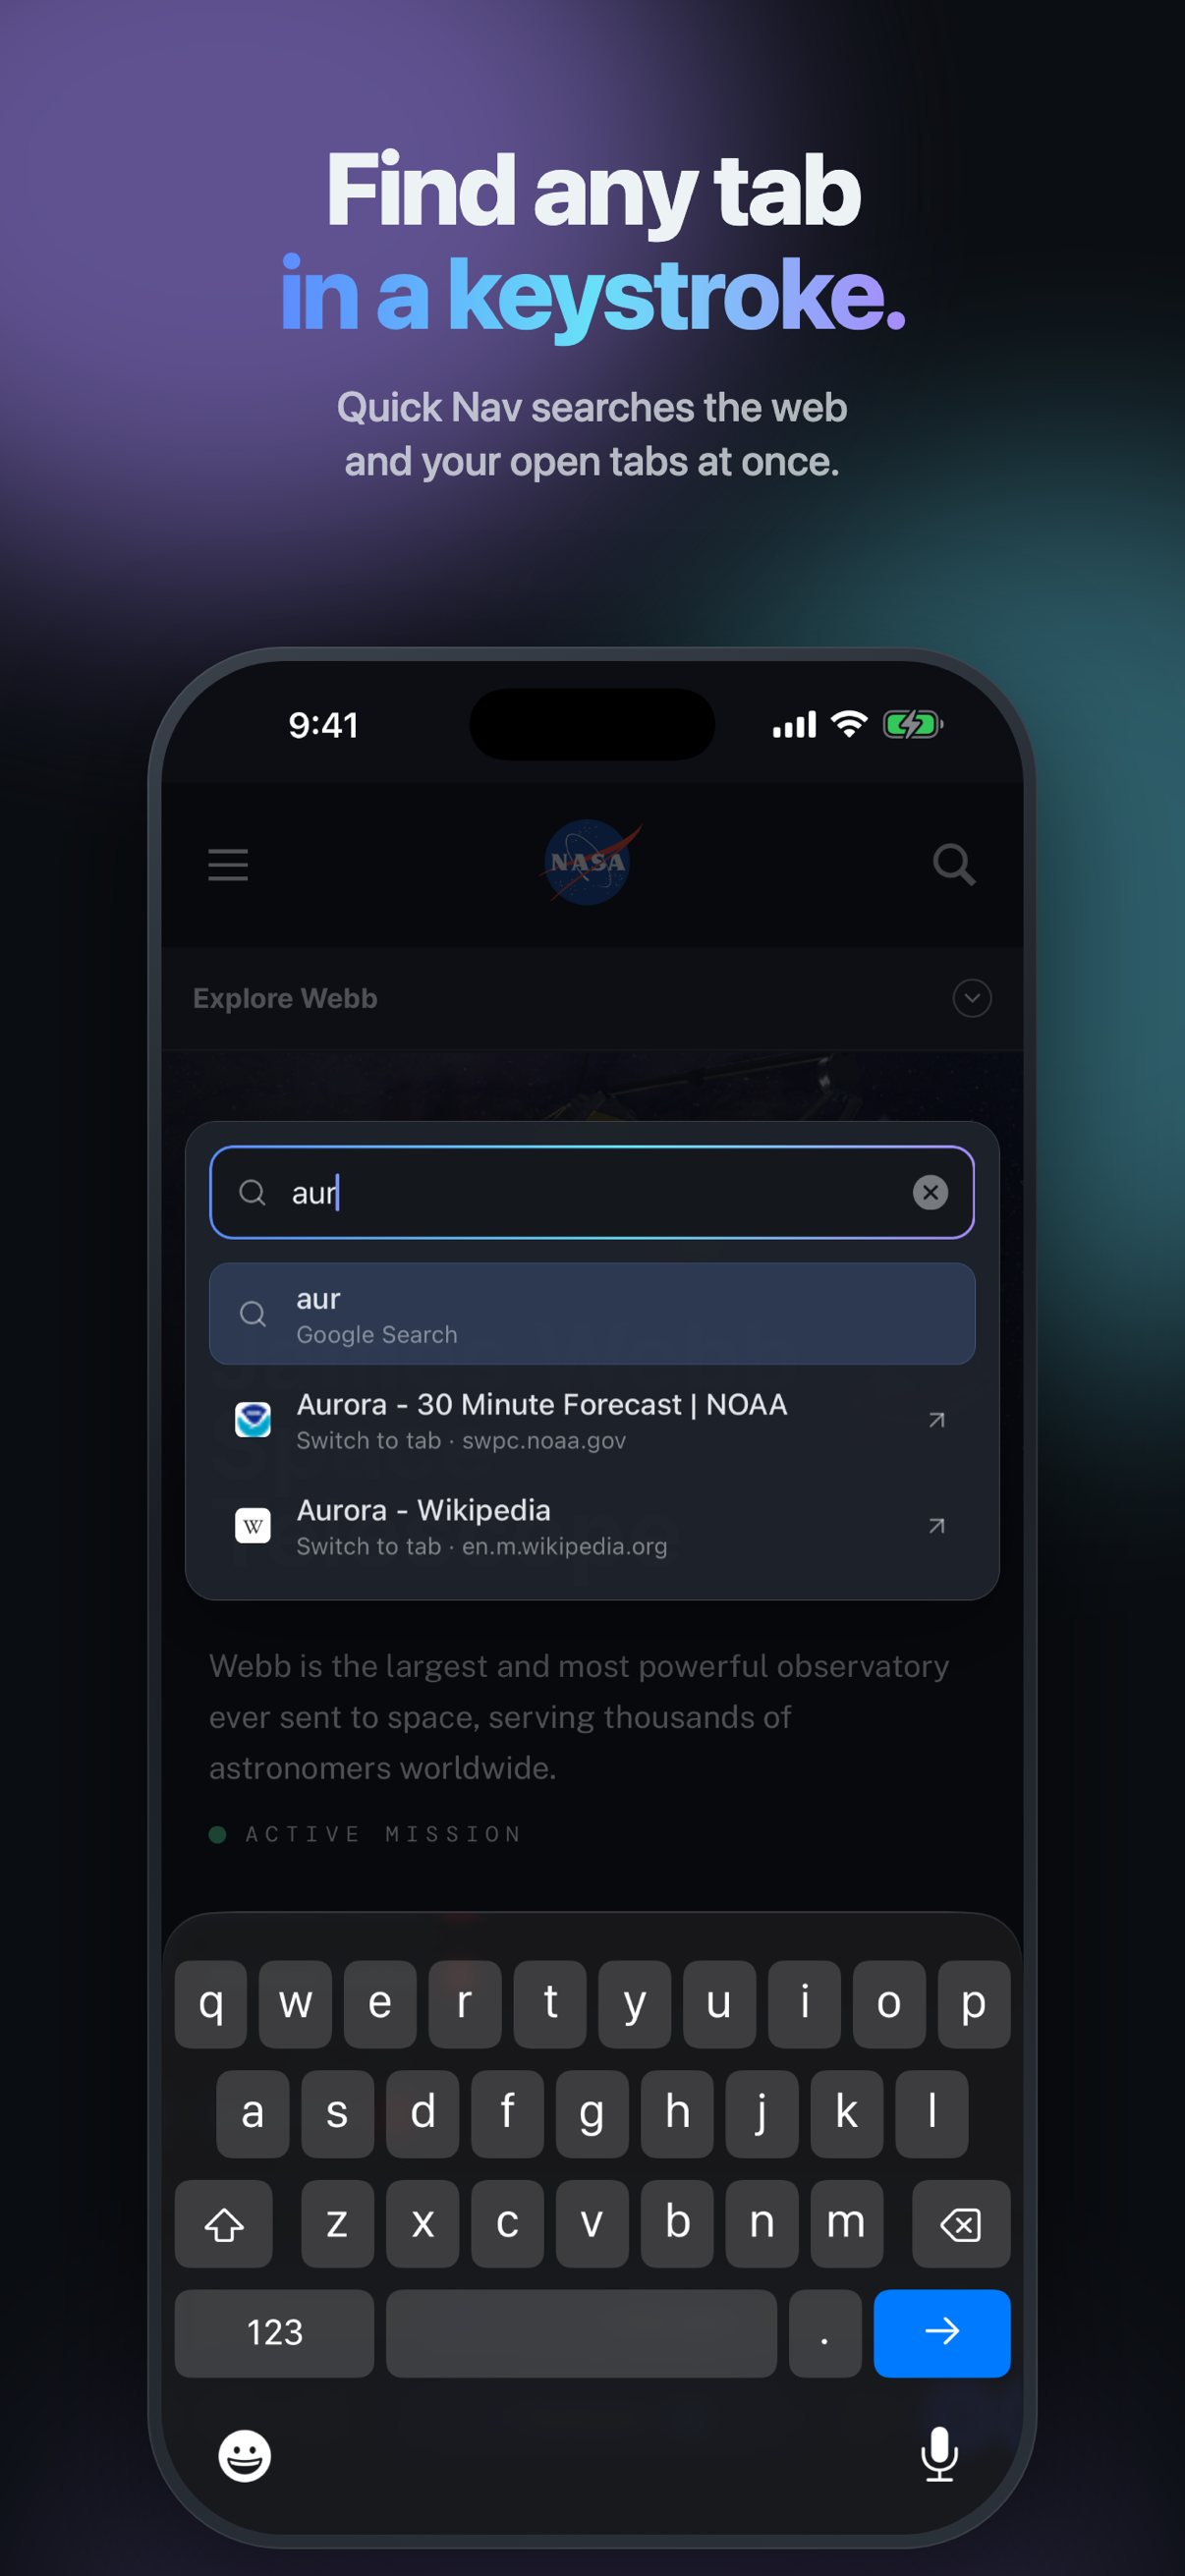 Find any tab
in a keystroke.
Quick Nav searches the web
and your open tabs at once.
9:41
NASA
Explore Webb
aur
aur
Google Search
Aurora - 30 Minute Forecast | NOAA
Switch to tab · swpc.noaa.gov
Aurora - Wikipedia
W
Switch to tab · en.m.wikipedia.org
Webb is the largest and most powerful observatory
ever sent to space, serving thousands of
astronomers worldwide.
ACTIVE MISSION
q w e r t y u i o p
a s d f g h j k l
z x c v b n m
123 .